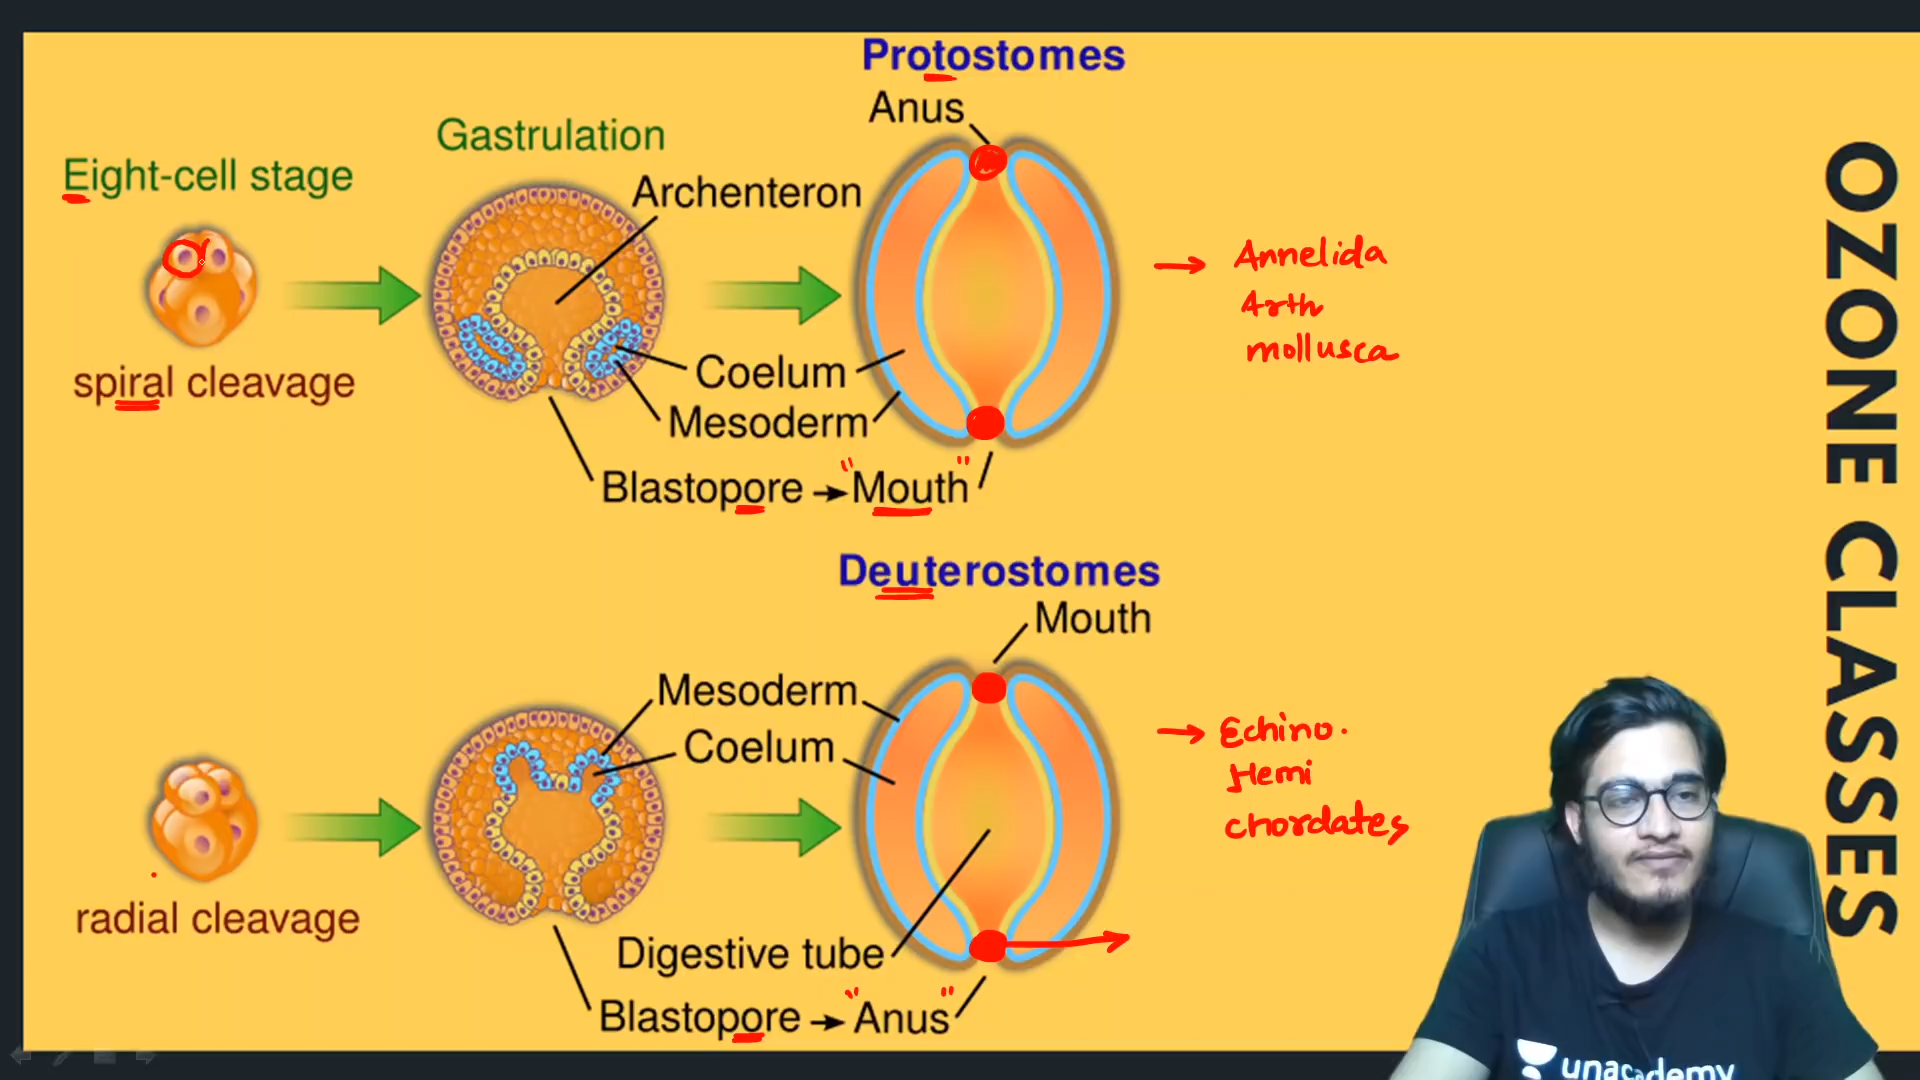 Protostomes
Anus
Gastrulation
Eight-cell stage
Archenteron
Annelida
Arth
mollusca
spiral cleavage
Coelum
Mesoderm
Blastopore → "Mouth"
Deuterostomes
Mouth
Mesoderm
Coelum
Echino.
Hemi
chordates
radial cleavage
Digestive tube
Blastopore → "Anus"
OZONE CLASSES
unacademy